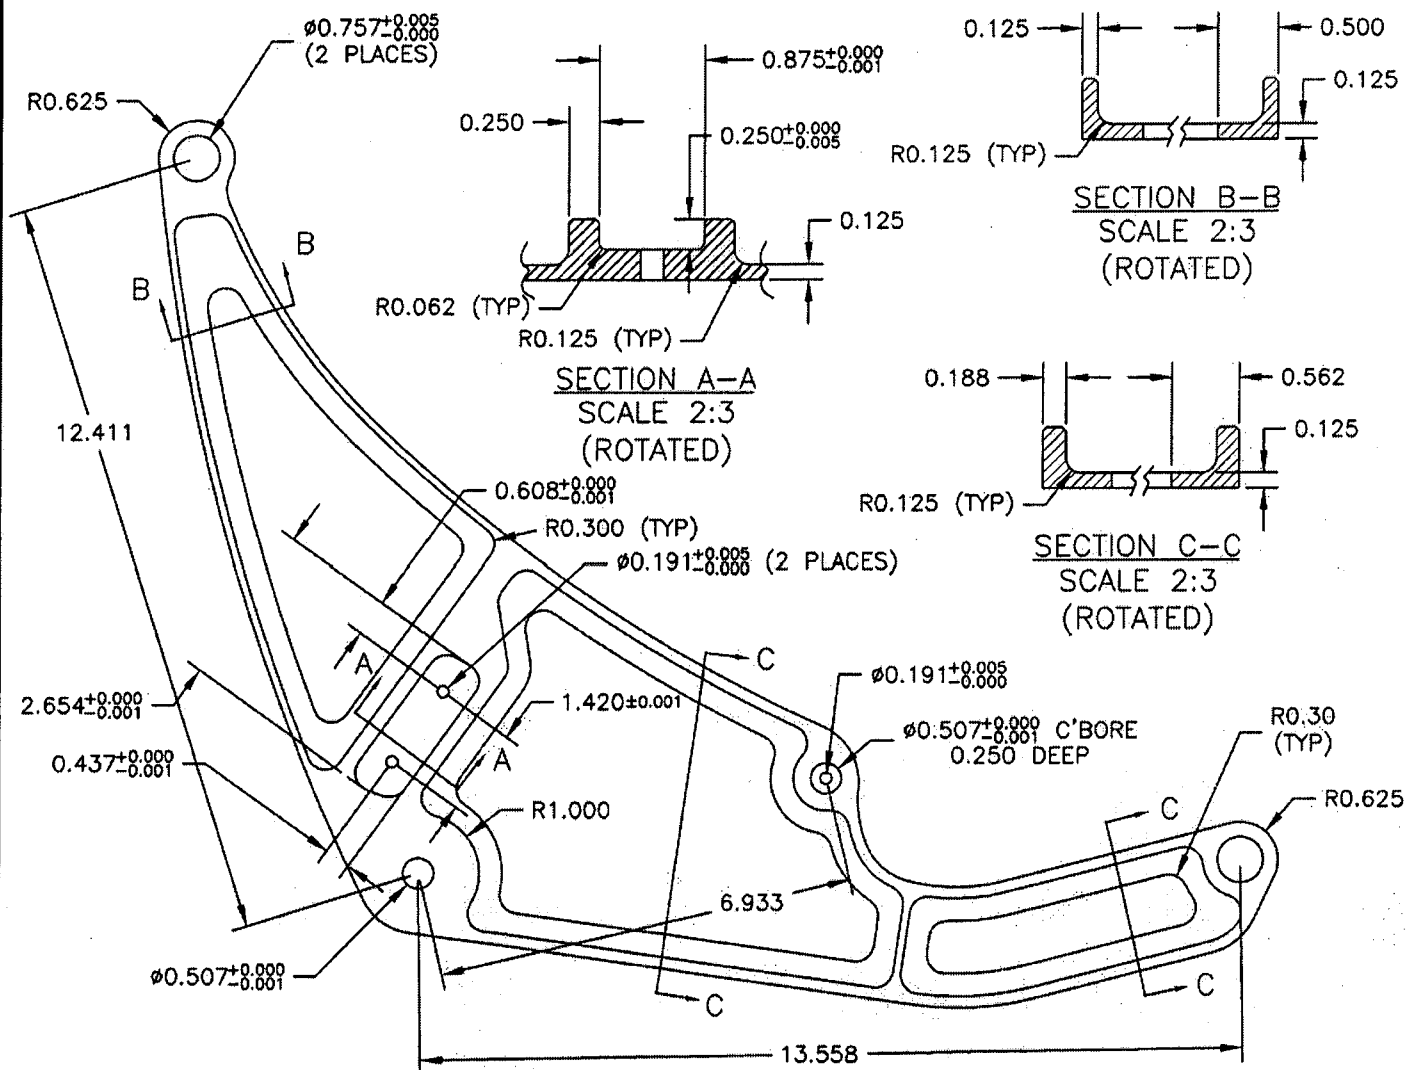 ø0.757+0.005 -0.000
(2 PLACES)
R0.625
0.875+0.000 -0.001
0.250
0.250+0.000 -0.005
0.125
R0.062 (TYP)
R0.125 (TYP)
SECTION A-A
SCALE 2:3
(ROTATED)
0.125
0.500
0.125
R0.125 (TYP)
SECTION B-B
SCALE 2:3
(ROTATED)
0.188
0.562
0.125
R0.125 (TYP)
SECTION C-C
SCALE 2:3
(ROTATED)
B
B
12.411
0.608+0.000 -0.001
R0.300 (TYP)
ø0.191+0.005 -0.000 (2 PLACES)
A
C
ø0.191+0.005 -0.000
2.654+0.000 -0.001
1.420±0.001
ø0.507+0.000 -0.001 C'BORE
0.250 DEEP
R0.30
(TYP)
0.437+0.000 -0.001
A
R1.000
C
R0.625
6.933
ø0.507+0.000 -0.001
C
C
13.558